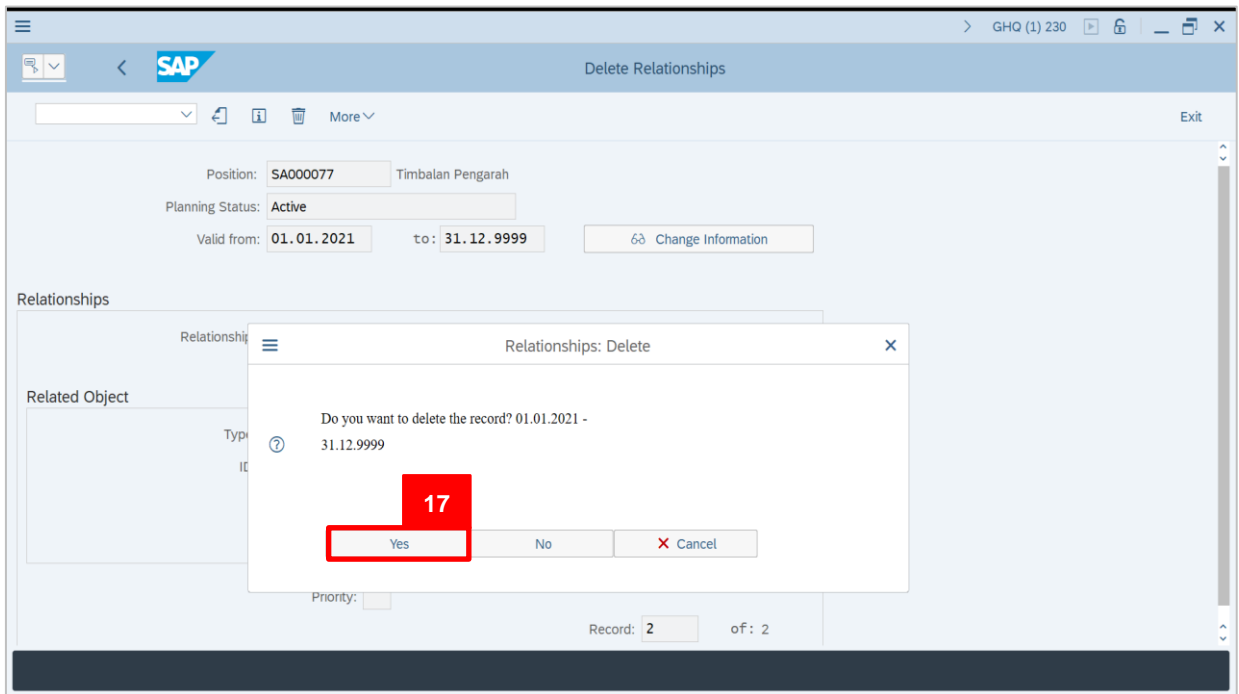 GHQ (1) 230
SAP
Delete Relationships
More
Exit
Position: SA000077 Timbalan Pengarah
Planning Status: Active
Valid from: 01.01.2021 to: 31.12.9999 Change Information
Relationships
Relationship
Relationships: Delete
Related Object
Do you want to delete the record? 01.01.2021 -
Type
31.12.9999
ID
17
Yes No Cancel
Priority:
Record: 2 of: 2